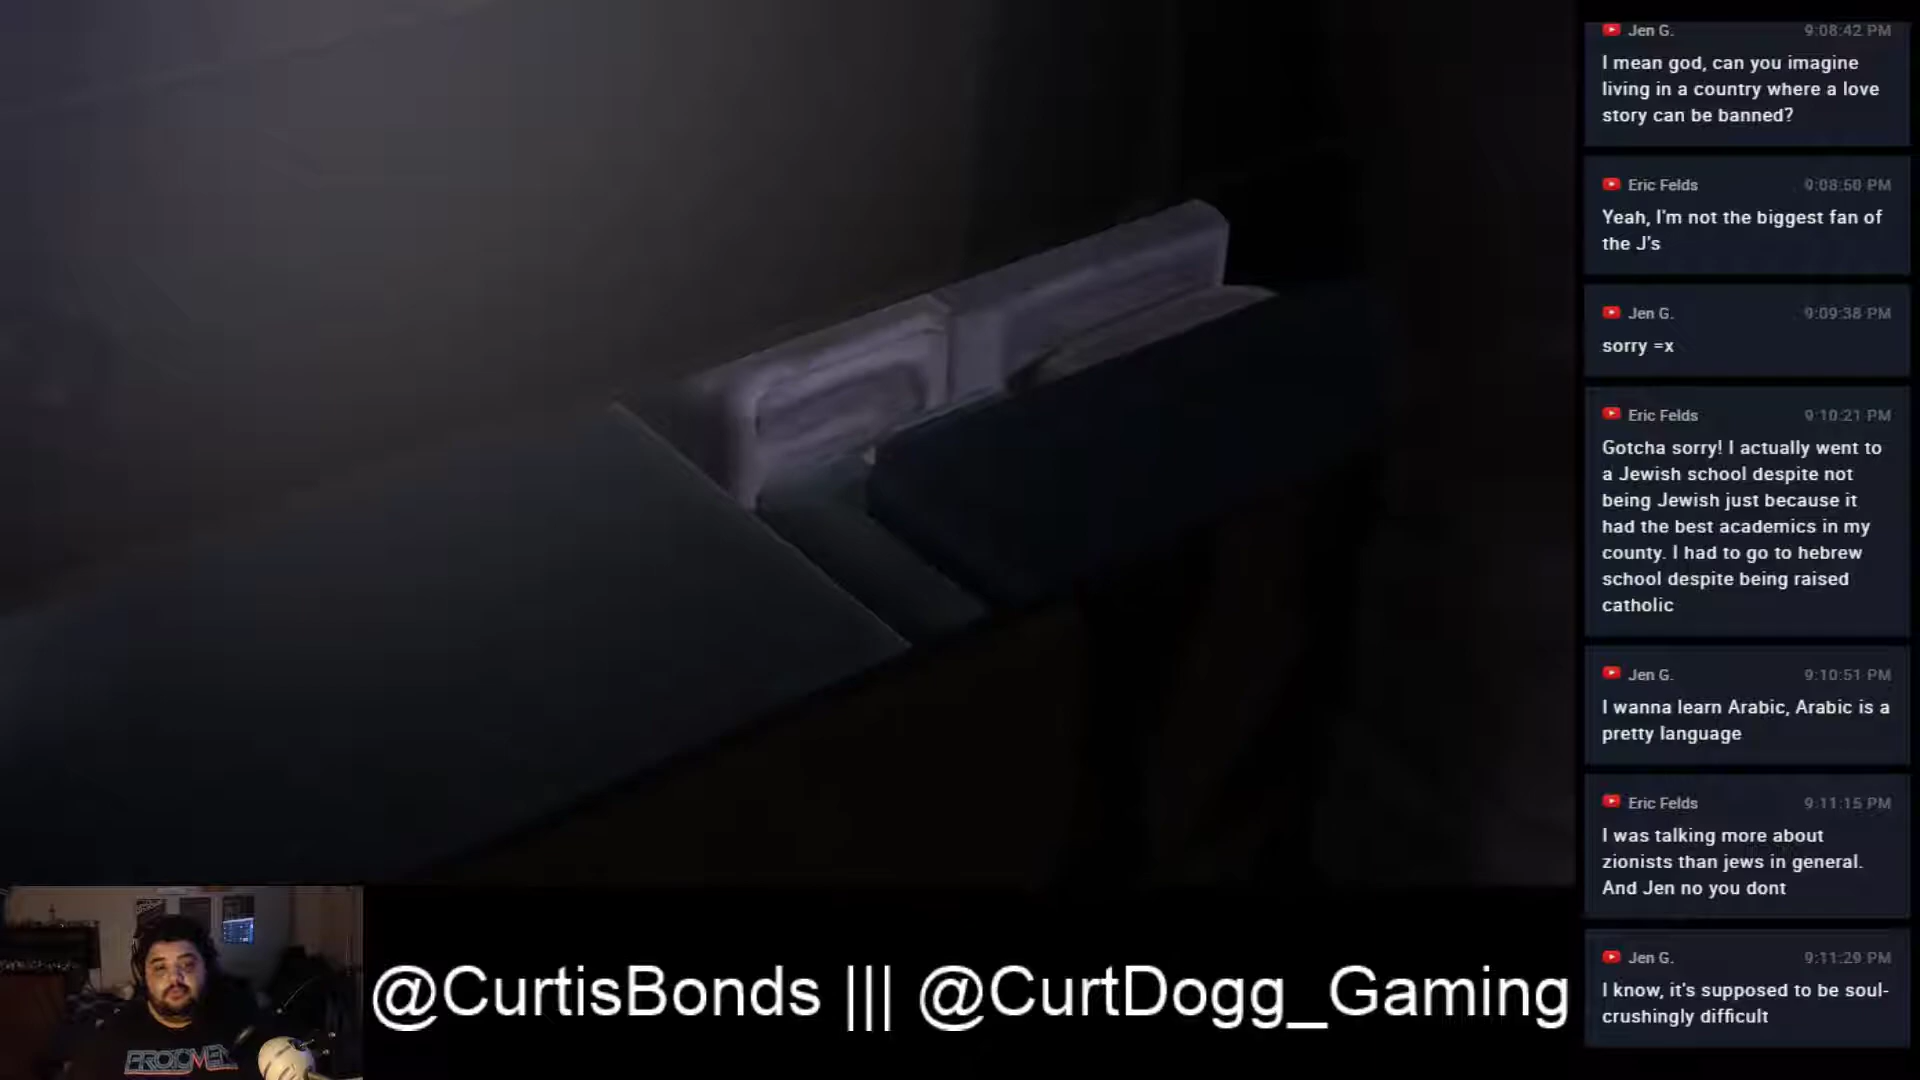 Jen G. 9:08:42 PM
I mean god, can you imagine
living in a country where a love
story can be banned?
Eric Felds 9:08:50 PM
Yeah, I'm not the biggest fan of
the J's
Jen G. 9:09:38 PM
sorry =x
Eric Felds 9:10:21 PM
Gotcha sorry! I actually went to
a Jewish school despite not
being Jewish just because it
had the best academics in my
county. I had to go to hebrew
school despite being raised
catholic
Jen G. 9:10:51 PM
I wanna learn Arabic, Arabic is a
pretty language
Eric Felds 9:11:15 PM
I was talking more about
zionists than jews in general.
And Jen no you dont
Jen G. 9:11:29 PM
I know, it's supposed to be soul-
crushingly difficult
@CurtisBonds ||| @CurtDogg_Gaming